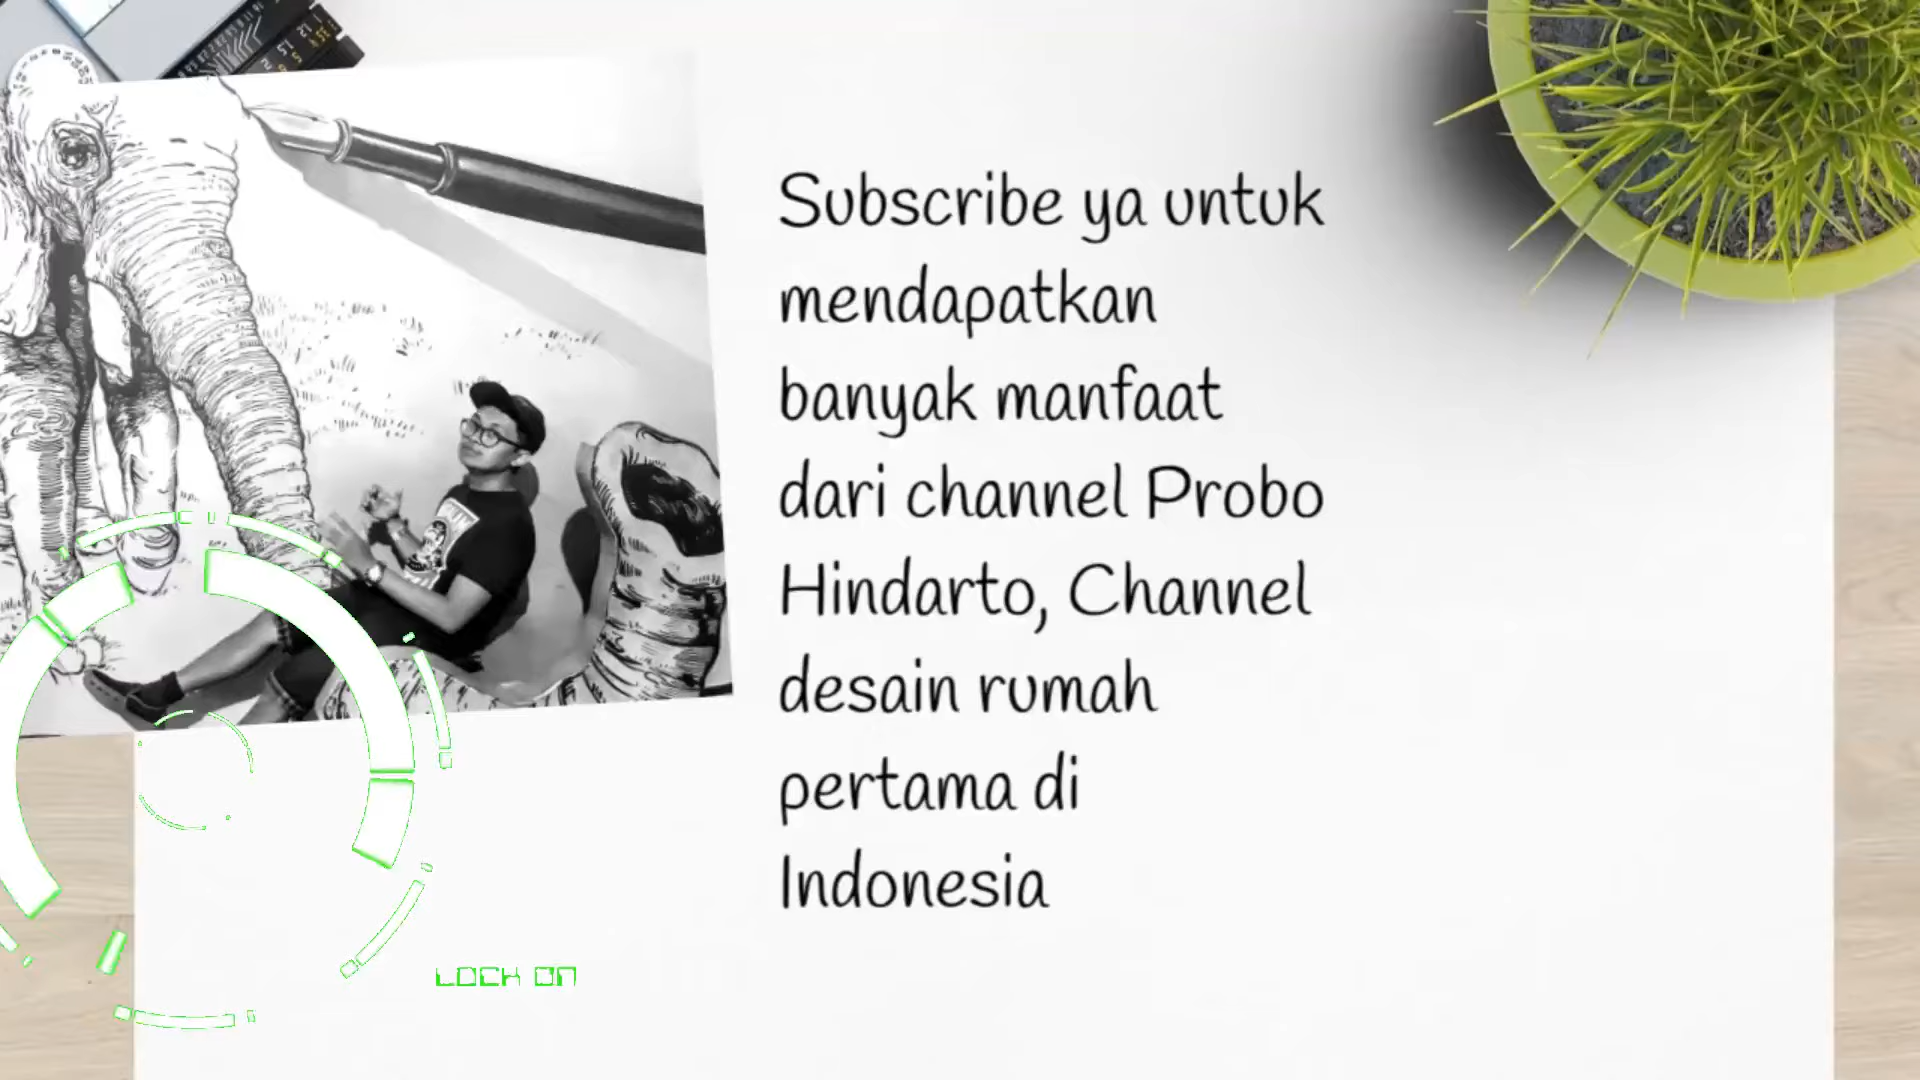 Subscribe ya untuk
mendapatkan
banyak manfaat
dari channel Probo
Hindarto, Channel
desain rumah
pertama di
Indonesia
LOCK ON